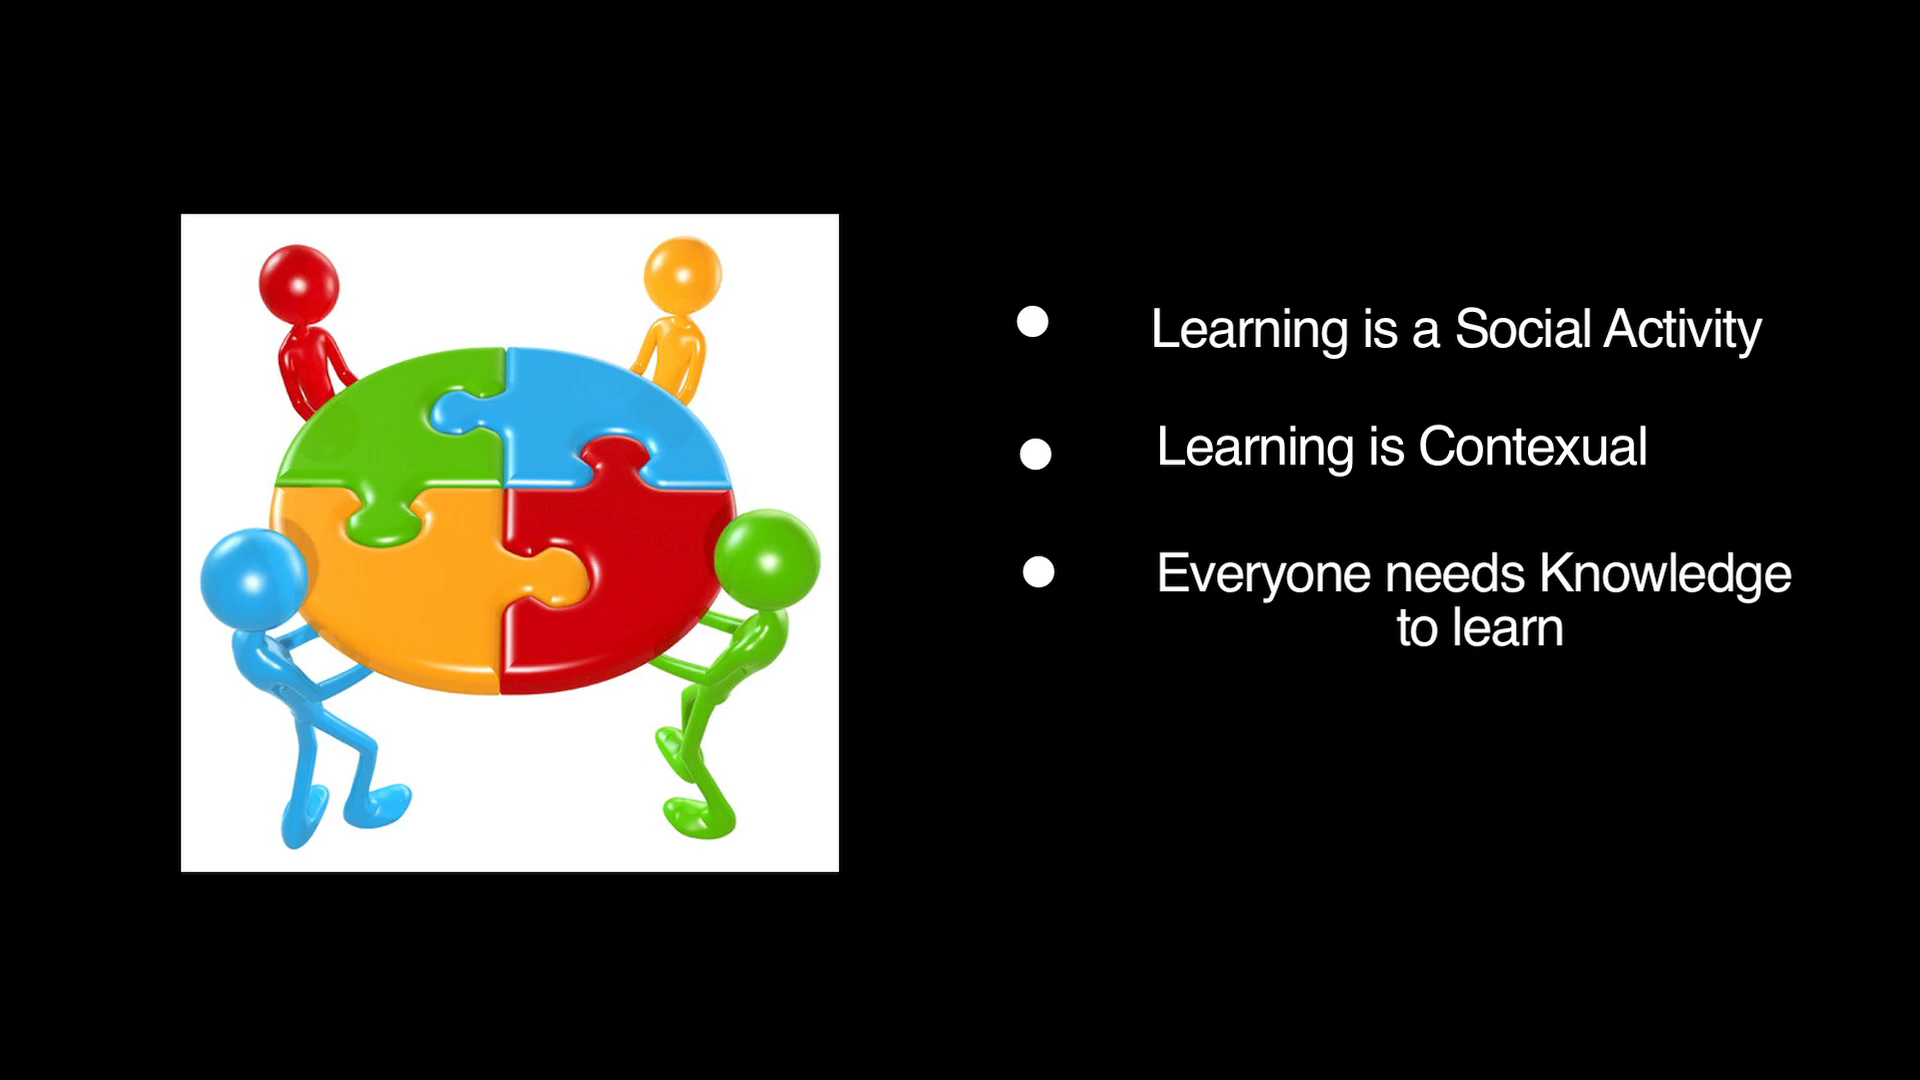 Learning is a Social Activity
Learning is Contexual
Everyone needs Knowledge
to learn